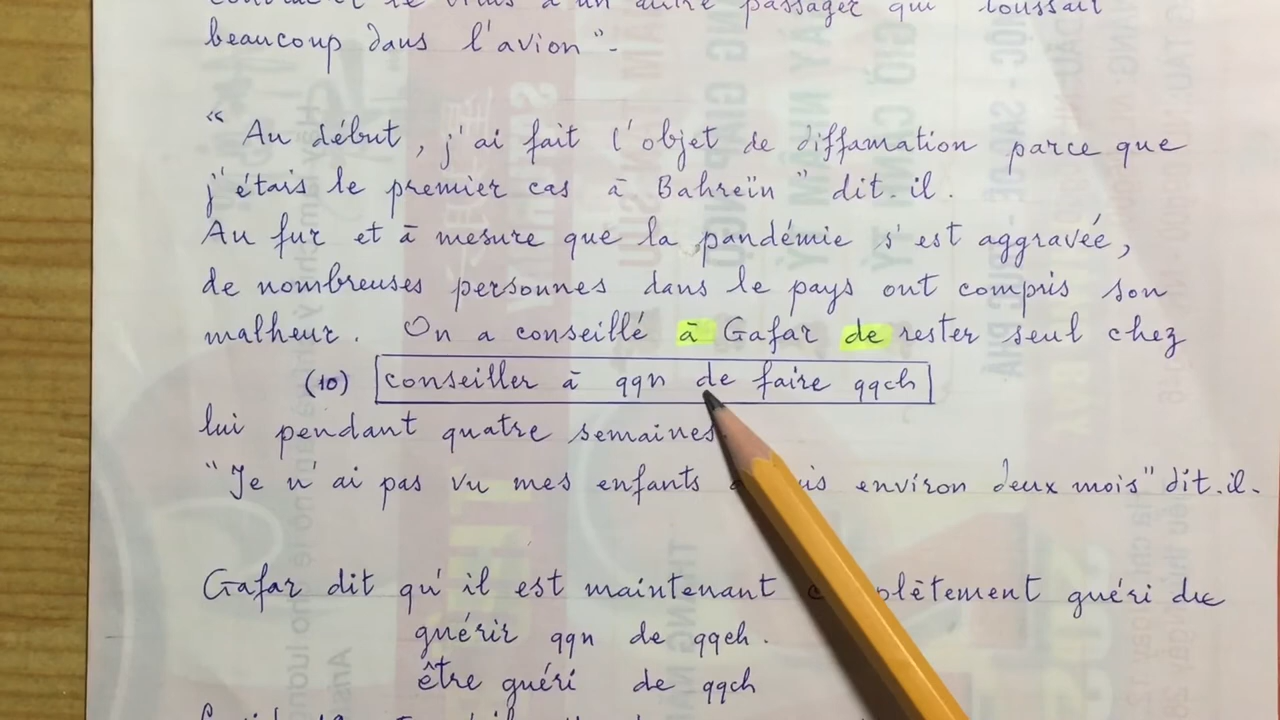 passager qui toussait
beaucoup dans l'avion"-
" Au début, j'ai fait l'objet de diffamation parce que
j'étais le premier cas à Bahreïn " dit.il.
Au fur et à mesure que la pandémie s'est aggravée,
de nombreuses personnes dans le pays ont compris son
malheur. On a conseillé à Gafar de rester seul chez
(10) conseiller à qqn de faire qqch
lui pendant quatre semaines.
"Je n'ai pas vu mes enfants environ deux mois" dit.il.
Gafar dit qu'il est maintenant guéri du
guérir qqn de qqch.
être guéri de qqch